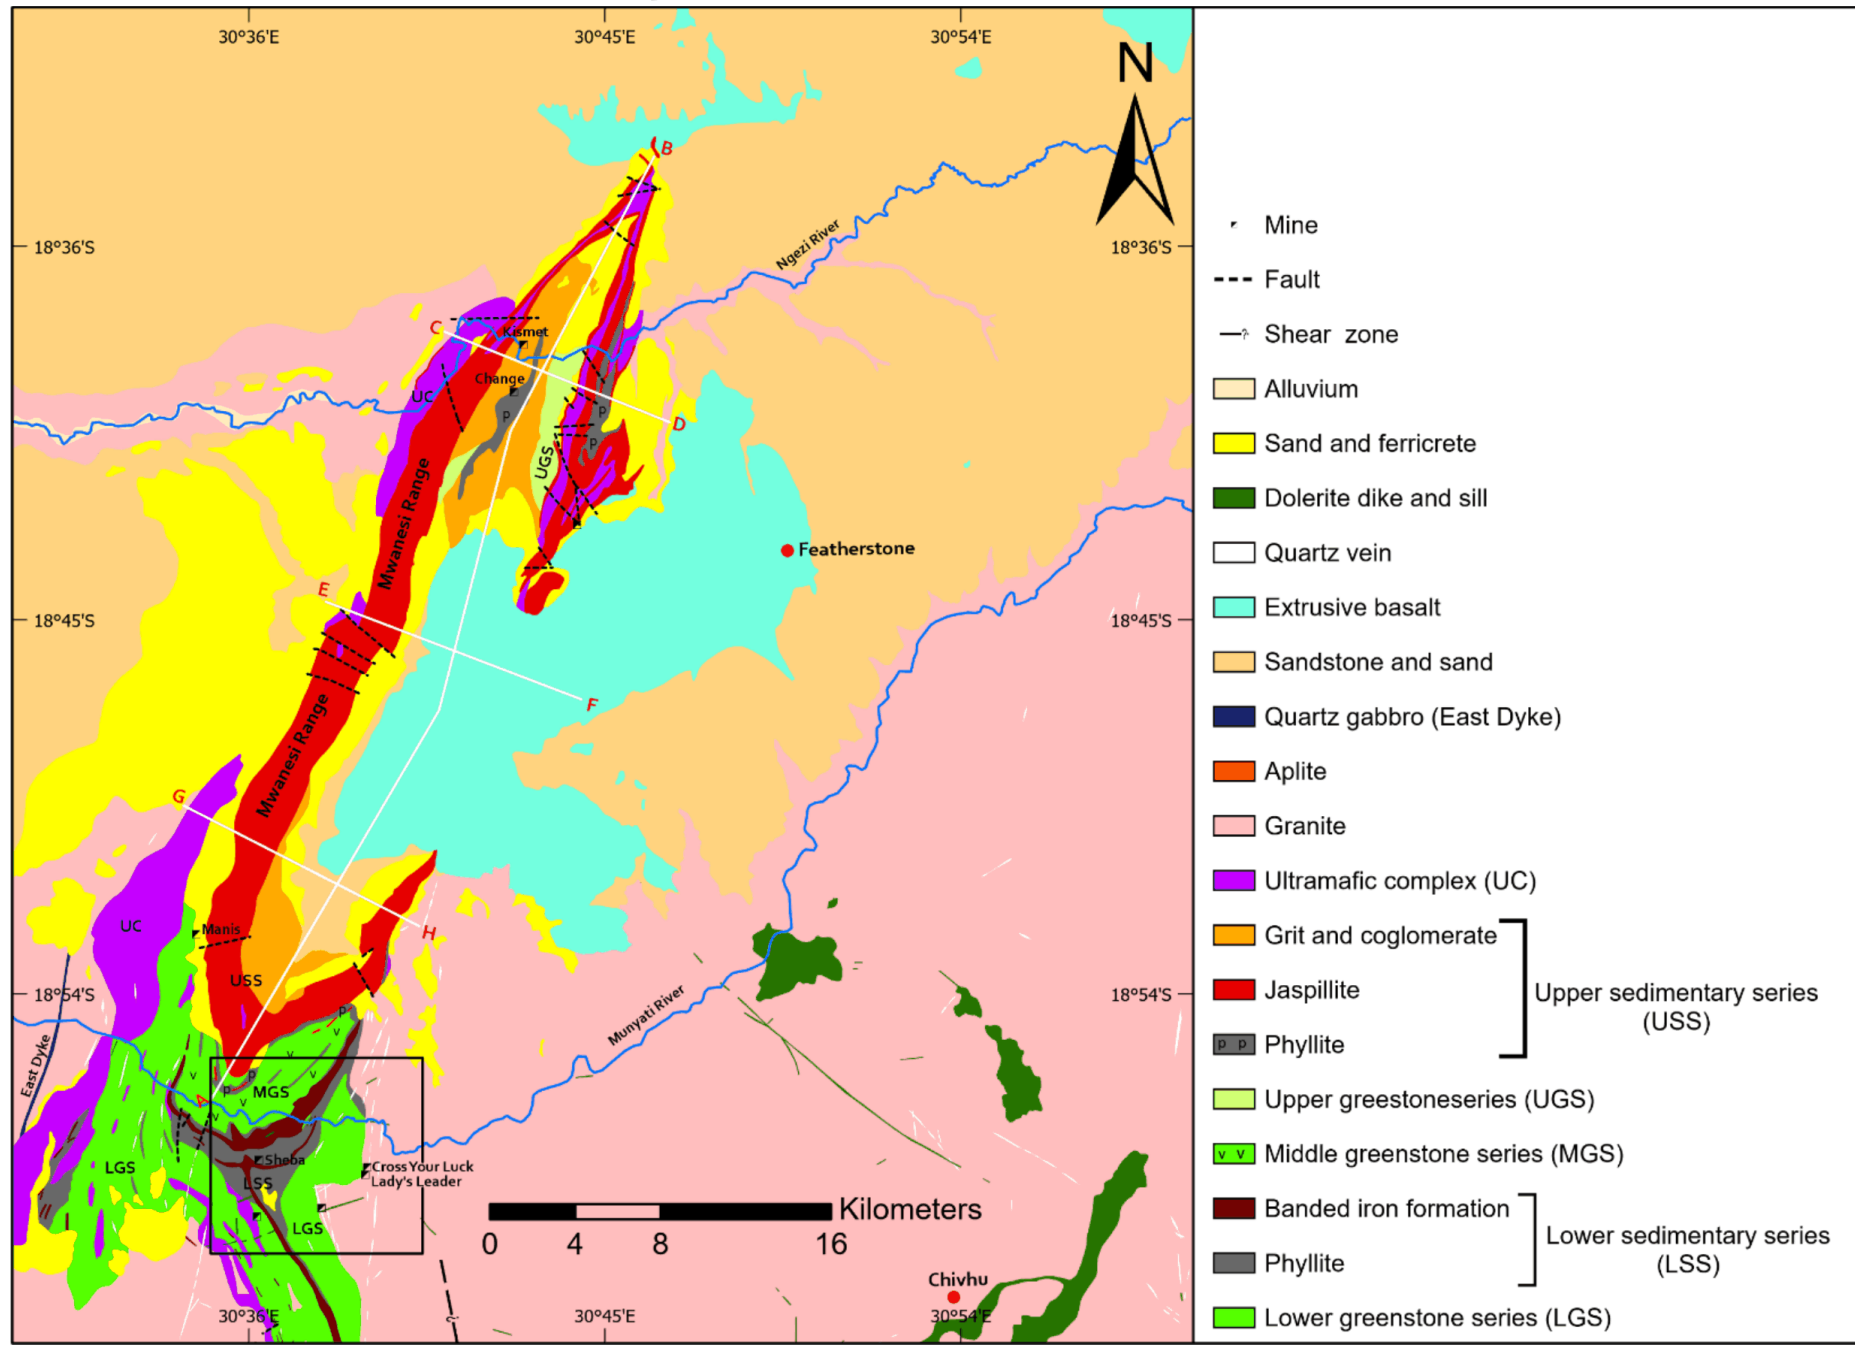 30°36'E
30°45'E
30°54'E
N
B
18°36'S
18°36'S
Ngezi River
C
Kismet
Change
UC
P
D
P
P
UGS
Mwanesi Range
Featherstone
E
18°45'S
18°45'S
F
Mwanesi Range
G
UC
Manis
H
USS
18°54'S
18°54'S
P
V
Munyati River
East Dyke
V
V
V
P
P
MGS
A
V
V
Sheba
Cross Your Luck
Lady's Leader
LGS
LSS
LGS
Kilometers
0 4 8 16
Chivhu
30°36'E
30°45'E
30°54'E
?
Mine
Fault
? Shear zone
Alluvium
Sand and ferricrete
Dolerite dike and sill
Quartz vein
Extrusive basalt
Sandstone and sand
Quartz gabbro (East Dyke)
Aplite
Granite
Ultramafic complex (UC)
Grit and coglomerate
Jaspillite
Upper sedimentary series
(USS)
p p Phyllite
Upper greestoneseries (UGS)
v v Middle greenstone series (MGS)
Banded iron formation
Lower sedimentary series
(LSS)
Phyllite
Lower greenstone series (LGS)